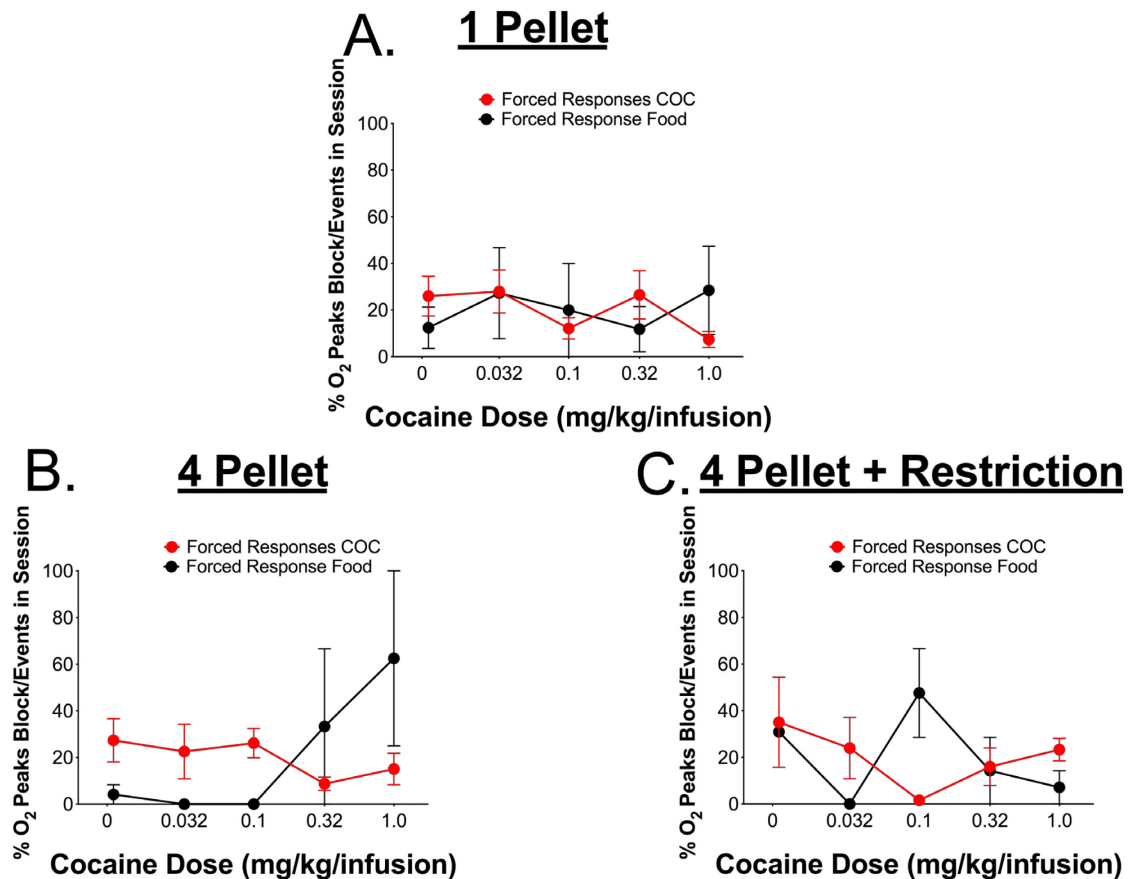 A. 1 Pellet
Forced Responses COC
Forced Response Food
% O2 Peaks Block/Events in Session
100
80
60
40
20
0
0 0.032 0.1 0.32 1.0
Cocaine Dose (mg/kg/infusion)
B. 4 Pellet
Forced Responses COC
Forced Response Food
% O2 Peaks Block/Events in Session
100
80
60
40
20
0
0 0.032 0.1 0.32 1.0
Cocaine Dose (mg/kg/infusion)
C. 4 Pellet + Restriction
Forced Responses COC
Forced Response Food
% O2 Peaks Block/Events in Session
100
80
60
40
20
0
0 0.032 0.1 0.32 1.0
Cocaine Dose (mg/kg/infusion)